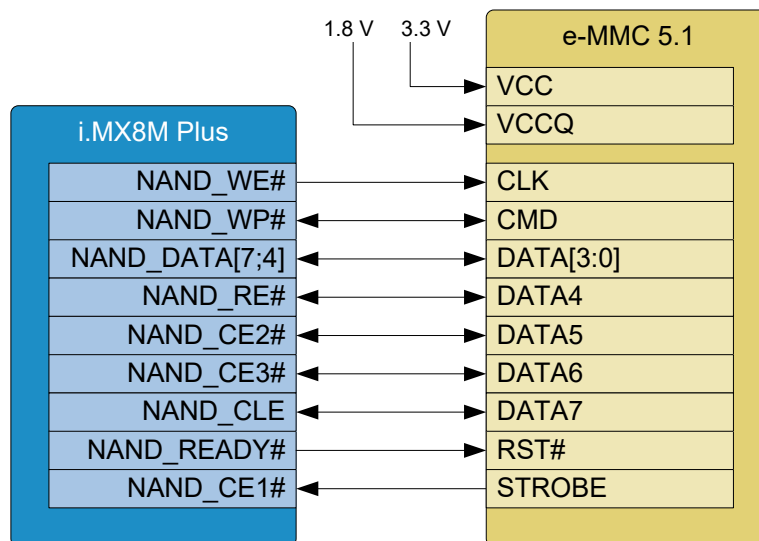 1.8 V 3.3 V
e-MMC 5.1
VCC
VCCQ
i.MX8M Plus
NAND_WE# CLK
NAND_WP# CMD
NAND_DATA[7;4] DATA[3:0]
NAND_RE# DATA4
NAND_CE2# DATA5
NAND_CE3# DATA6
NAND_CLE DATA7
NAND_READY# RST#
NAND_CE1# STROBE